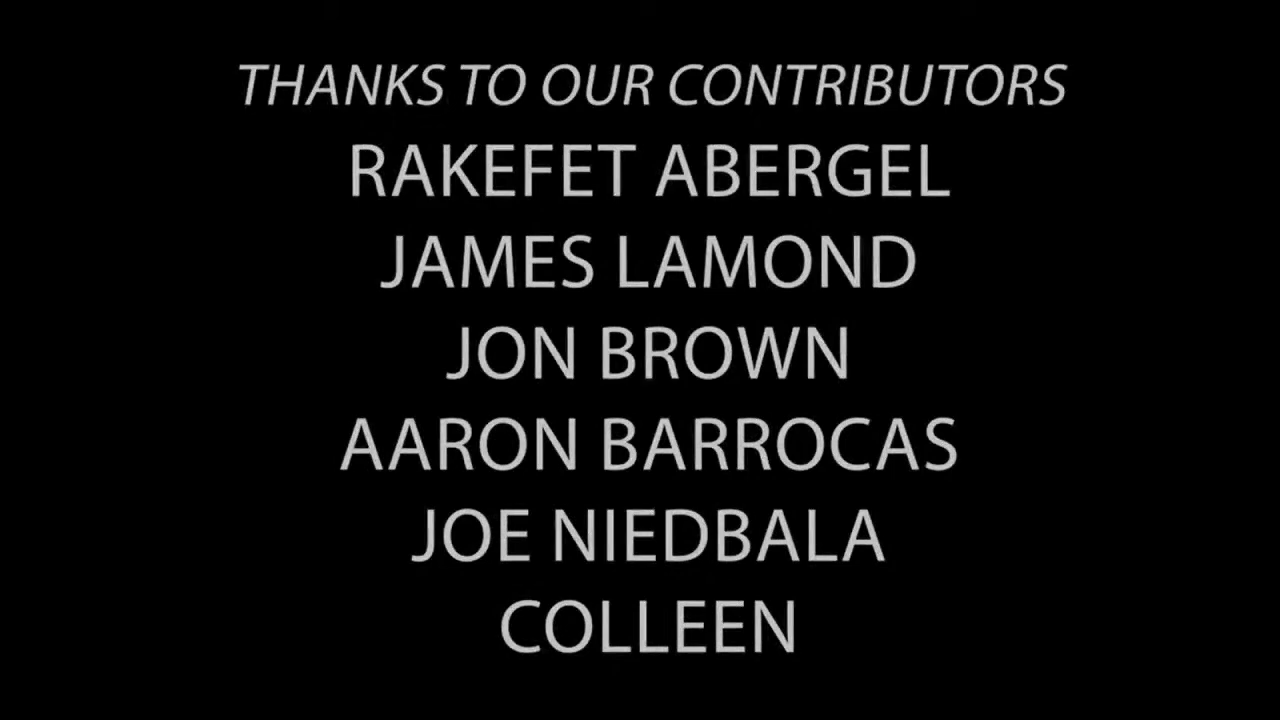 THANKS TO OUR CONTRIBUTORS
RAKEFET ABERGEL
JAMES LAMOND
JON BROWN
AARON BARROCAS
JOE NIEDBALA
COLLEEN